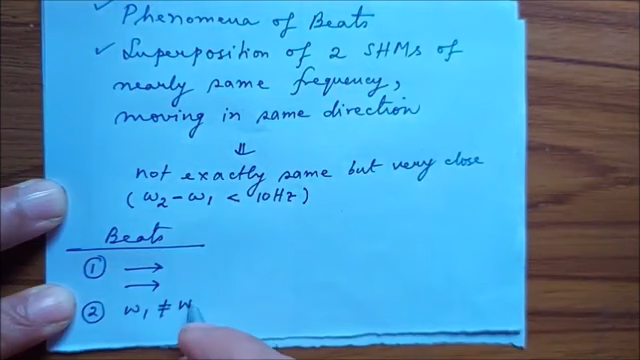 ✓ Phenomena of Beats
✓ Superposition of 2 SHMs of
nearly same frequency,
moving in same direction
⇓
not exactly same but very close
(ω₂ − ω₁ < 10Hz)
Beats
① →
→
② ω₁ ≠ ω